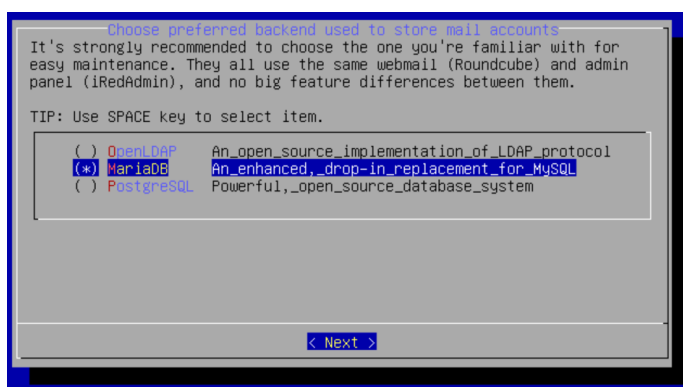 Choose preferred backend used to store mail accounts
It's strongly recommended to choose the one you're familiar with for
easy maintenance. They all use the same webmail (Roundcube) and admin
panel (iRedAdmin), and no big feature differences between them.
TIP: Use SPACE key to select item.
( ) OpenLDAP An_open_source_implementation_of_LDAP_protocol
(*) MariaDB An_enhanced,_drop-in_replacement_for_MySQL
( ) PostgreSQL Powerful,_open_source_database_system
< Next >